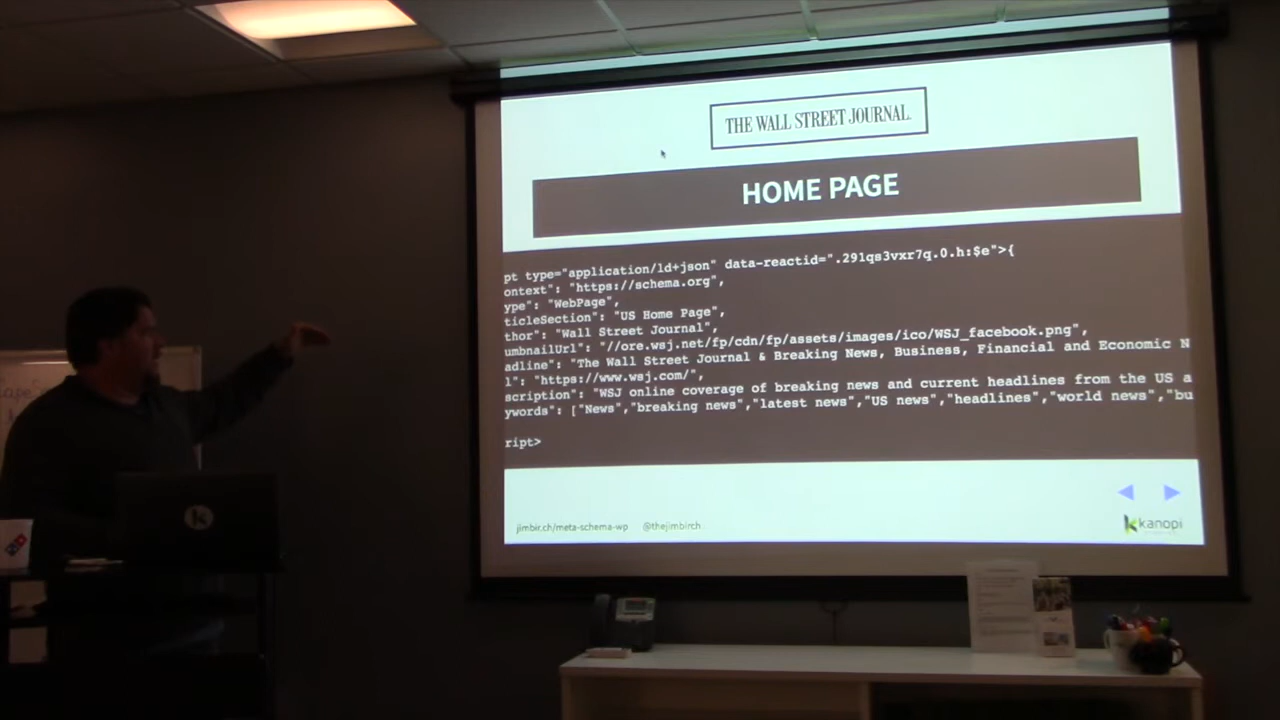 THE WALL STREET JOURNAL.
HOME PAGE
pt type="application/ld+json" data-reactid=".291qs3vxr7q.0.h:$e">{
ontext": "https://schema.org",
ype": "WebPage",
ticleSection": "US Home Page",
thor": "Wall Street Journal",
umbnailUrl": "//ore.wsj.net/fp/cdn/fp/assets/images/ico/WSJ_facebook.png",
adline": "The Wall Street Journal & Breaking News, Business, Financial and Economic N
l": "https://www.wsj.com/",
scription": "WSJ online coverage of breaking news and current headlines from the US a
ywords": ["News","breaking news","latest news","US news","headlines","world news","bu
ript>
jimbir.ch/meta-schema-wp @thejimbirch
kanopi